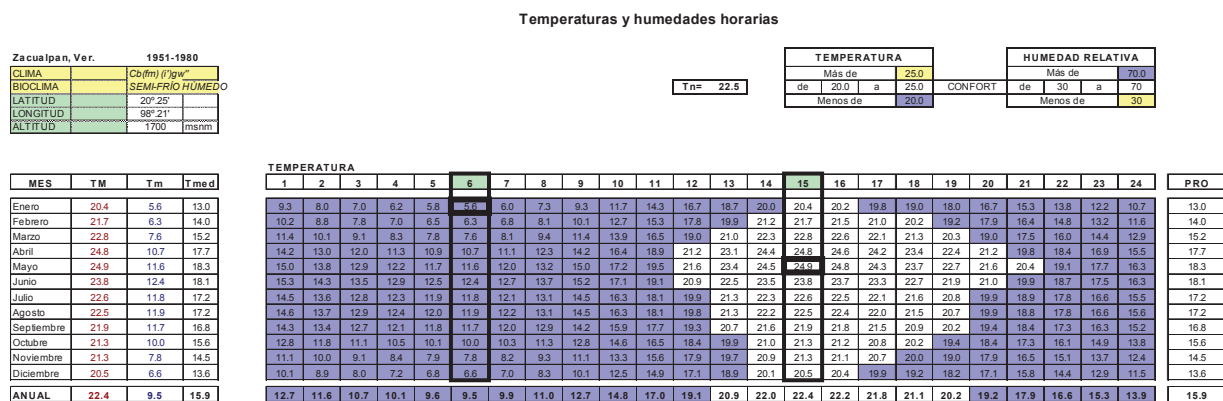 Temperaturas y humedades horarias
Zacualpan, Ver. 1951-1980 TEMPERATURA HUMEDAD RELATIVA
CLIMA Cb(fm) (i')gw" Más de 25.0 Más de 70.0
BIOCLIMA SEMI-FRÍO HÚMEDO Tn= 22.5 de 20.0 a 25.0 CONFORT de 30 a 70
LATITUD 20°.25' Menos de 20.0 Menos de 30
LONGITUD 98°.21'
ALTITUD 1700 msnm
TEMPERATURA
MES TM Tm Tmed 1 2 3 4 5 6 7 8 9 10 11 12 13 14 15 16 17 18 19 20 21 22 23 24 PRO
Enero 20.4 5.6 13.0 9.3 8.0 7.0 6.2 5.8 5.6 6.0 7.3 9.3 11.7 14.3 16.7 18.7 20.0 20.4 20.2 19.8 19.0 18.0 16.7 15.3 13.8 12.2 10.7 13.0
Febrero 21.7 6.3 14.0 10.2 8.8 7.8 7.0 6.5 6.3 6.8 8.1 10.1 12.7 15.3 17.8 19.9 21.2 21.7 21.5 21.0 20.2 19.2 17.9 16.4 14.8 13.2 11.6 14.0
Marzo 22.8 7.6 15.2 11.4 10.1 9.1 8.3 7.8 7.6 8.1 9.4 11.4 13.9 16.5 19.0 21.0 22.3 22.8 22.6 22.1 21.3 20.3 19.0 17.5 16.0 14.4 12.9 15.2
Abril 24.8 10.7 17.7 14.2 13.0 12.0 11.3 10.9 10.7 11.1 12.3 14.2 16.4 18.9 21.2 23.1 24.4 24.8 24.6 24.2 23.4 22.4 21.2 19.8 18.4 16.9 15.5 17.7
Mayo 24.9 11.6 18.3 15.0 13.8 12.9 12.2 11.7 11.6 12.0 13.2 15.0 17.2 19.5 21.6 23.4 24.5 24.9 24.8 24.3 23.7 22.7 21.6 20.4 19.1 17.7 16.3 18.3
Junio 23.8 12.4 18.1 15.3 14.3 13.5 12.9 12.5 12.4 12.7 13.7 15.2 17.1 19.1 20.9 22.5 23.5 23.8 23.7 23.3 22.7 21.9 21.0 19.9 18.7 17.5 16.3 18.1
Julio 22.6 11.8 17.2 14.5 13.6 12.8 12.3 11.9 11.8 12.1 13.1 14.5 16.3 18.1 19.9 21.3 22.3 22.6 22.5 22.1 21.6 20.8 19.9 18.9 17.8 16.6 15.5 17.2
Agosto 22.5 11.9 17.2 14.6 13.7 12.9 12.4 12.0 11.9 12.2 13.1 14.5 16.3 18.1 19.8 21.3 22.2 22.5 22.4 22.0 21.5 20.7 19.9 18.8 17.8 16.6 15.6 17.2
Septiembre 21.9 11.7 16.8 14.3 13.4 12.7 12.1 11.8 11.7 12.0 12.9 14.2 15.9 17.7 19.3 20.7 21.6 21.9 21.8 21.5 20.9 20.2 19.4 18.4 17.3 16.3 15.2 16.8
Octubre 21.3 10.0 15.6 12.8 11.8 11.1 10.5 10.1 10.0 10.3 11.3 12.8 14.6 16.5 18.4 19.9 21.0 21.3 21.2 20.8 20.2 19.4 18.4 17.3 16.1 14.9 13.8 15.6
Noviembre 21.3 7.8 14.5 11.1 10.0 9.1 8.4 7.9 7.8 8.2 9.3 11.1 13.3 15.6 17.9 19.7 20.9 21.3 21.1 20.7 20.0 19.0 17.9 16.5 15.1 13.7 12.4 14.5
Diciembre 20.5 6.6 13.6 10.1 8.9 8.0 7.2 6.8 6.6 7.0 8.3 10.1 12.5 14.9 17.1 18.9 20.1 20.5 20.4 19.9 19.2 18.2 17.1 15.8 14.4 12.9 11.5 13.6
ANUAL 22.4 9.5 15.9 12.7 11.6 10.7 10.1 9.6 9.5 9.9 11.0 12.7 14.8 17.0 19.1 20.9 22.0 22.4 22.2 21.8 21.1 20.2 19.2 17.9 16.6 15.3 13.9 15.9